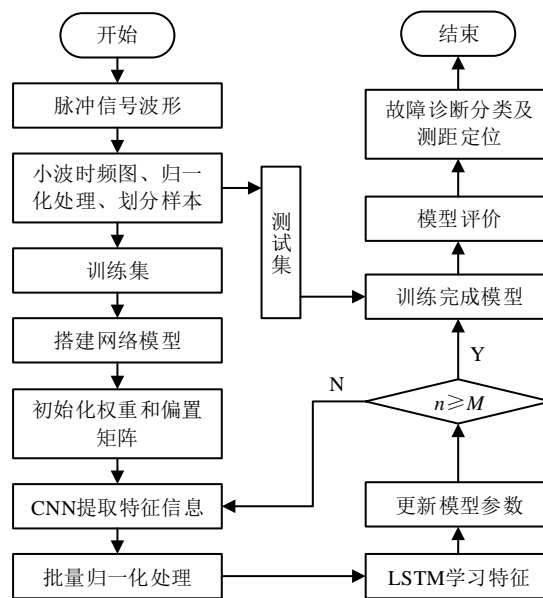 开始
脉冲信号波形
小波时频图、归一
化处理、划分样本
训练集
搭建网络模型
初始化权重和偏置
矩阵
CNN提取特征信息
批量归一化处理
测
试
集
结束
故障诊断分类及
测距定位
模型评价
训练完成模型
Y
N
n≥M
更新模型参数
LSTM学习特征